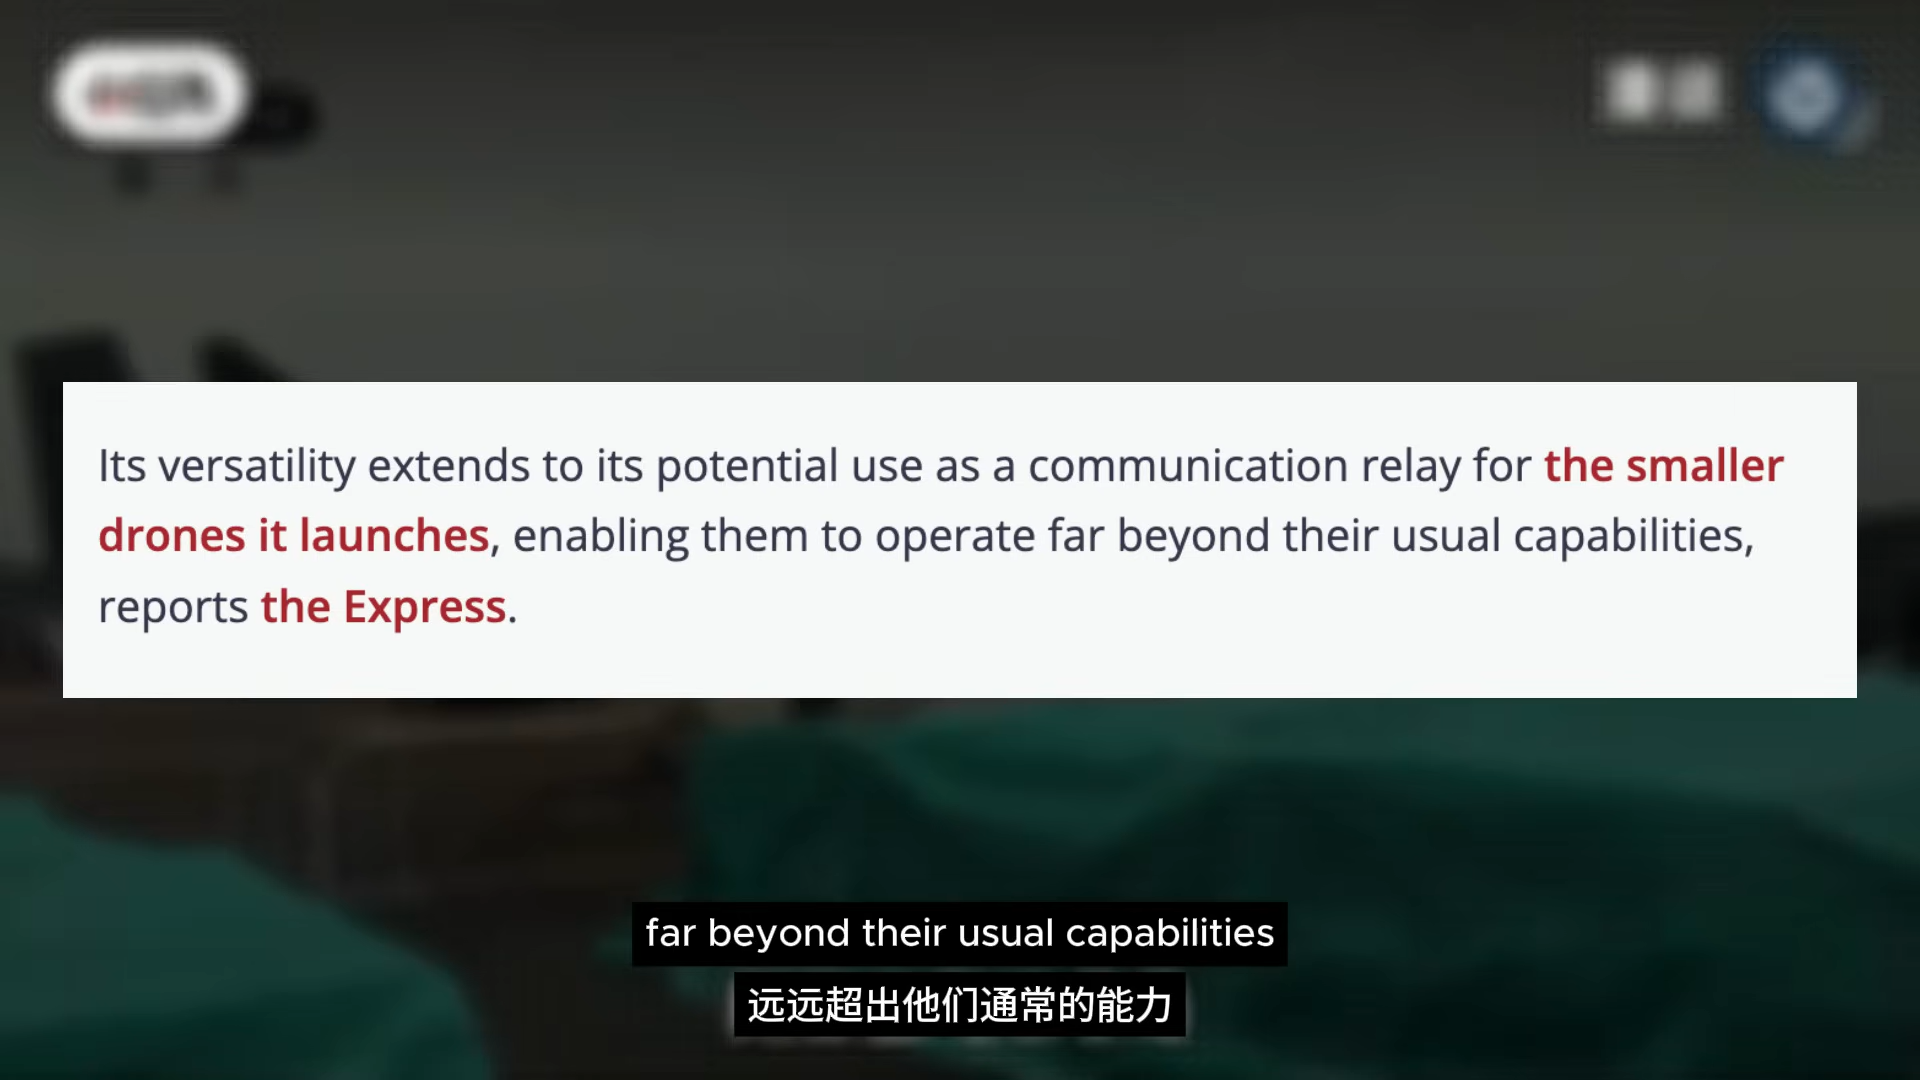 Its versatility extends to its potential use as a communication relay for the smaller
drones it launches, enabling them to operate far beyond their usual capabilities,
reports the Express.
far beyond their usual capabilities
远远超出他们通常的能力